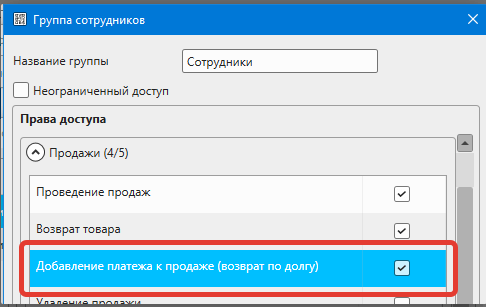 Группа сотрудников
Название группы
Сотрудники
Неограниченный доступ
Права доступа
Продажи (4/5)
Проведение продаж
Возврат товара
Добавление платежа к продаже (возврат по долгу)
Удаление продажи